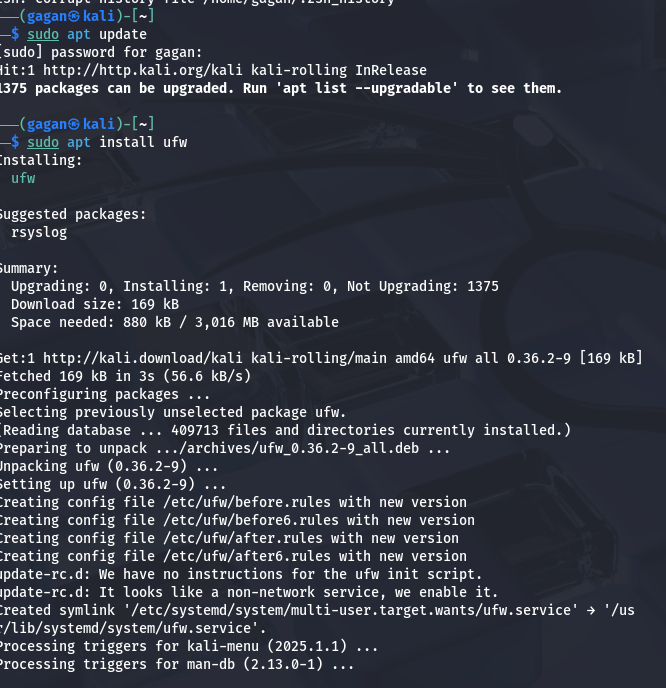 zsh: corrupt history file /home/gagan/.zsh_history
──(gagan㉿kali)-[~]
─$ sudo apt update
[sudo] password for gagan:
Hit:1 http://http.kali.org/kali kali-rolling InRelease
1375 packages can be upgraded. Run 'apt list --upgradable' to see them.
──(gagan㉿kali)-[~]
─$ sudo apt install ufw
Installing:
ufw
Suggested packages:
rsyslog
Summary:
Upgrading: 0, Installing: 1, Removing: 0, Not Upgrading: 1375
Download size: 169 kB
Space needed: 880 kB / 3,016 MB available
Get:1 http://kali.download/kali kali-rolling/main amd64 ufw all 0.36.2-9 [169 kB]
Fetched 169 kB in 3s (56.6 kB/s)
Preconfiguring packages ...
Selecting previously unselected package ufw.
(Reading database ... 409713 files and directories currently installed.)
Preparing to unpack .../archives/ufw_0.36.2-9_all.deb ...
Unpacking ufw (0.36.2-9) ...
Setting up ufw (0.36.2-9) ...
Creating config file /etc/ufw/before.rules with new version
Creating config file /etc/ufw/before6.rules with new version
Creating config file /etc/ufw/after.rules with new version
Creating config file /etc/ufw/after6.rules with new version
update-rc.d: We have no instructions for the ufw init script.
update-rc.d: It looks like a non-network service, we enable it.
Created symlink '/etc/systemd/system/multi-user.target.wants/ufw.service' → '/us
r/lib/systemd/system/ufw.service'.
Processing triggers for kali-menu (2025.1.1) ...
Processing triggers for man-db (2.13.0-1) ...